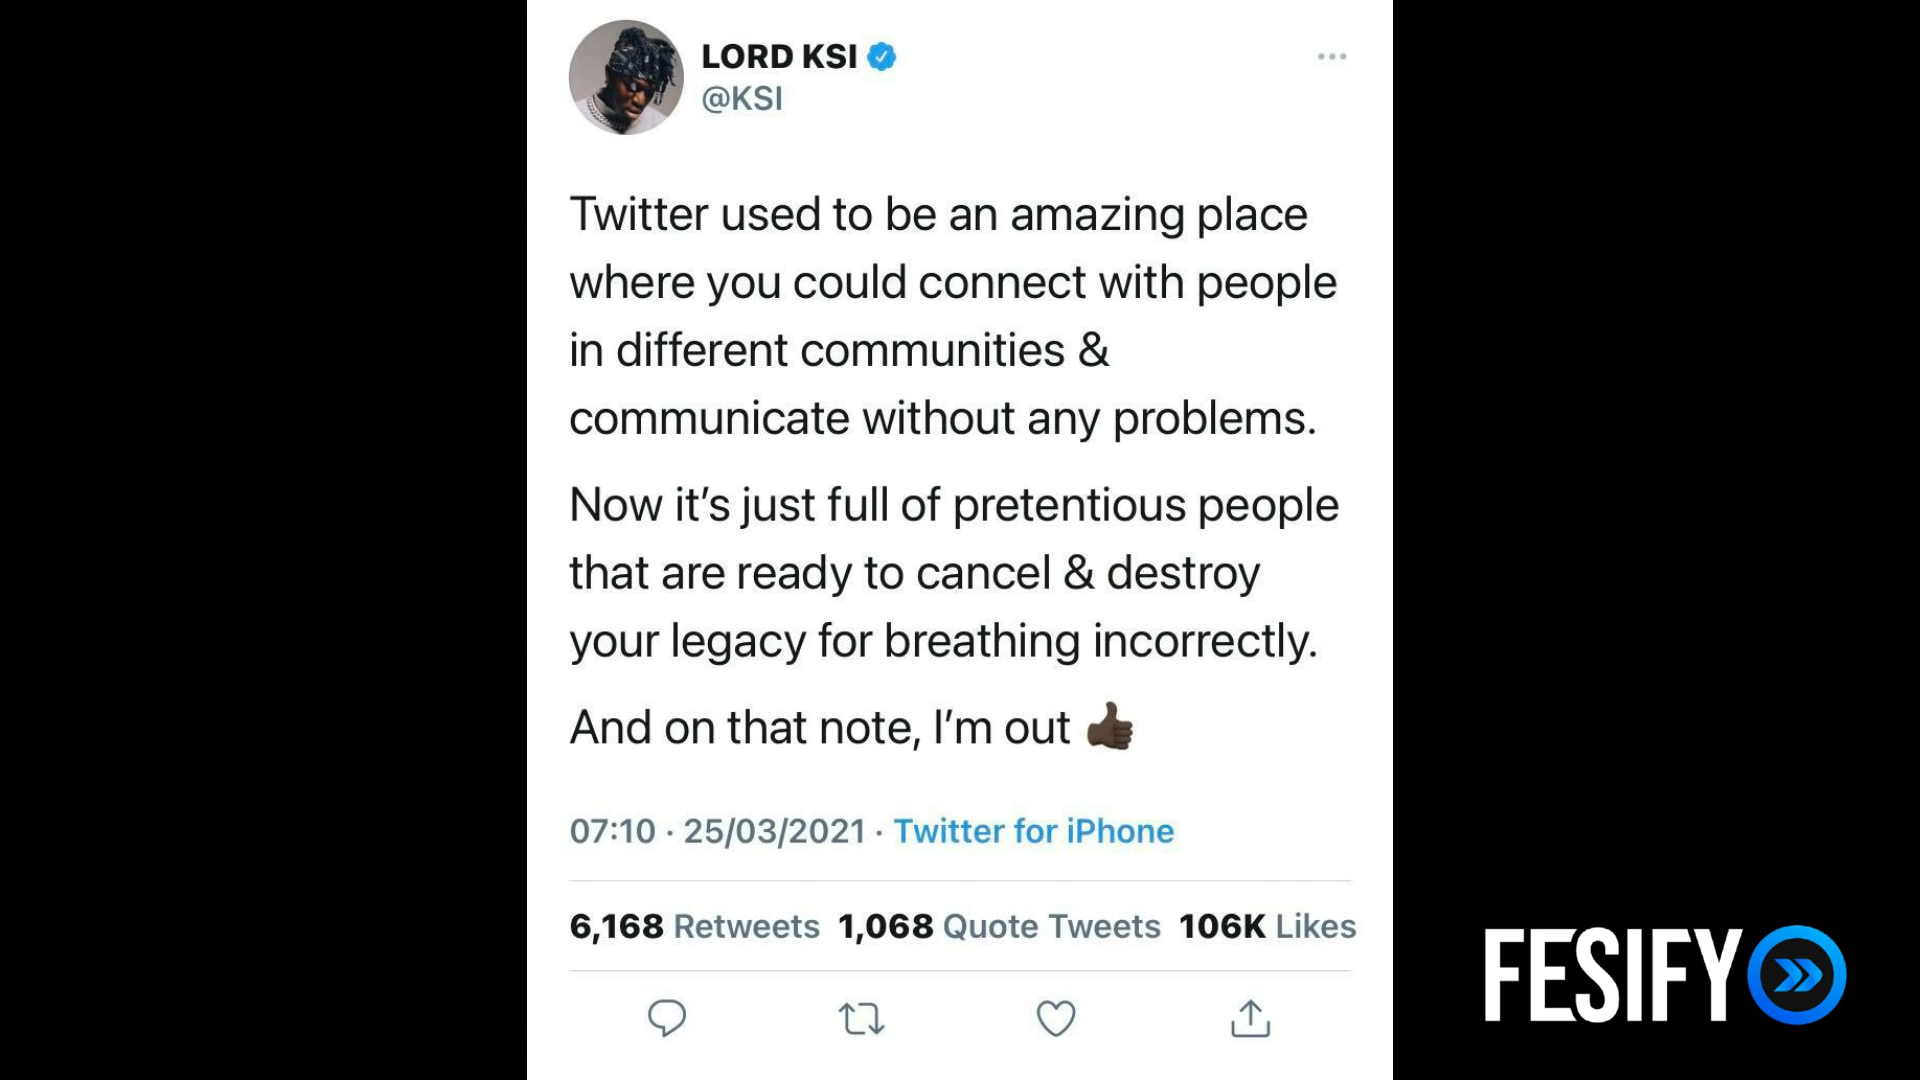 LORD KSI
@KSI
Twitter used to be an amazing place
where you could connect with people
in different communities &
communicate without any problems.
Now it’s just full of pretentious people
that are ready to cancel & destroy
your legacy for breathing incorrectly.
And on that note, I’m out 👍🏿
07:10 · 25/03/2021 · Twitter for iPhone
6,168 Retweets 1,068 Quote Tweets 106K Likes
FESIFY